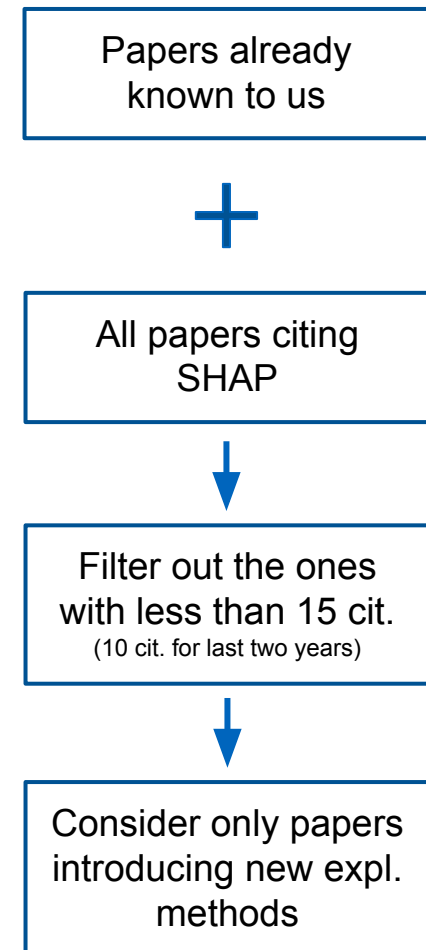 Papers already
known to us
+
All papers citing
SHAP
Filter out the ones
with less than 15 cit.
(10 cit. for last two years)
Consider only papers
introducing new expl.
methods